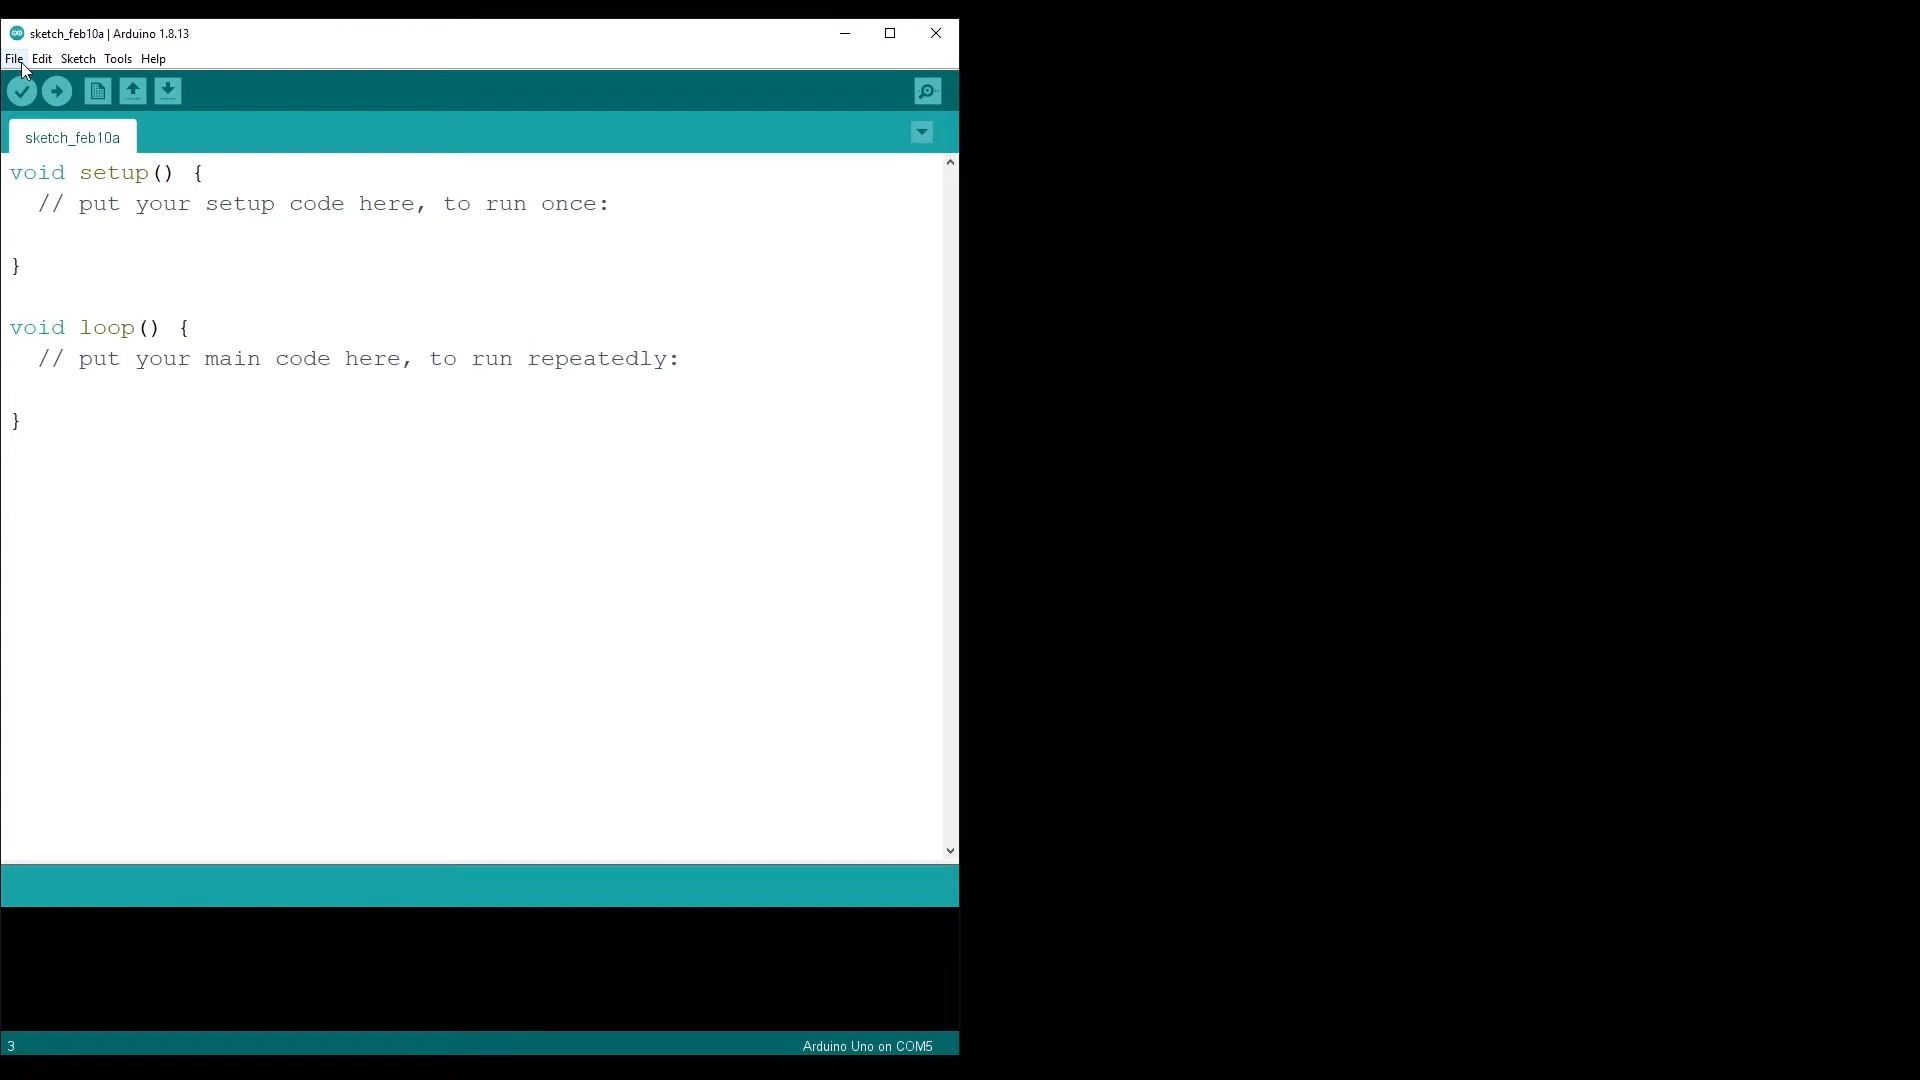 sketch_feb10a | Arduino 1.8.13
File Edit Sketch Tools Help
sketch_feb10a
void setup() {
  // put your setup code here, to run once:
}
void loop() {
  // put your main code here, to run repeatedly:
}
3
Arduino Uno on COM5